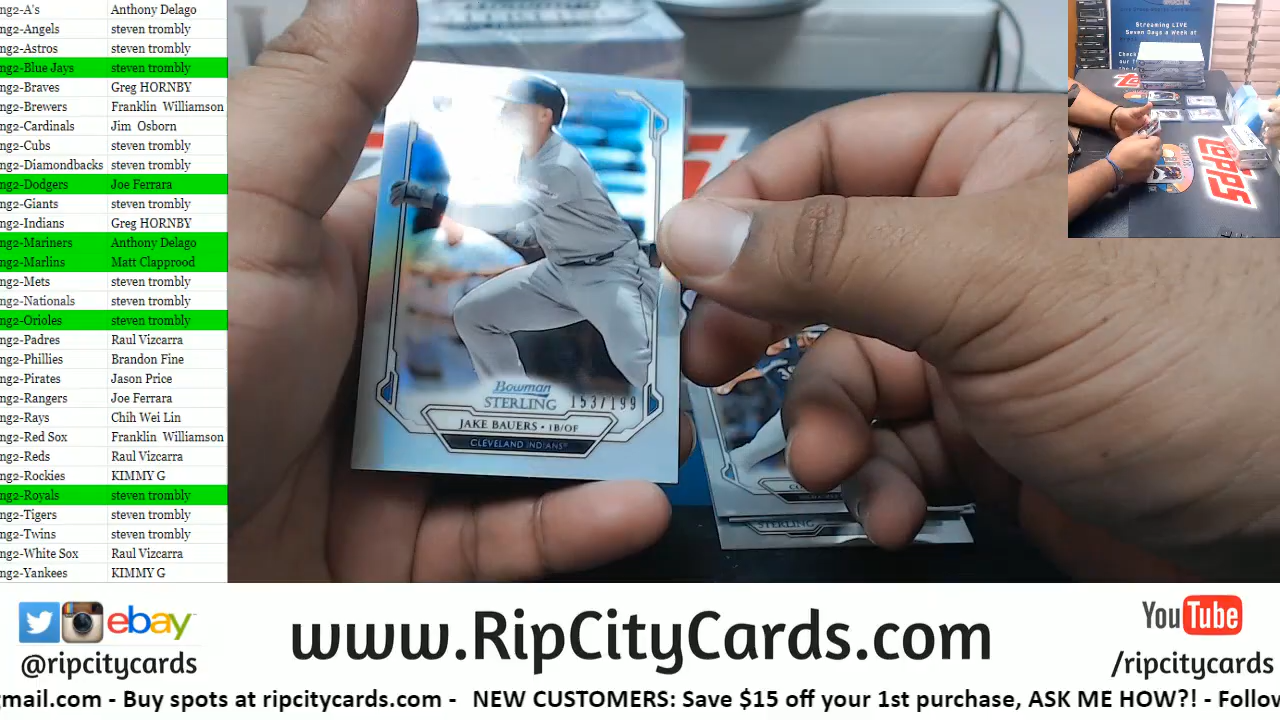 ng2-A's Anthony Delago
ng2-Angels steven trombly
ng2-Astros steven trombly
ng2-Blue Jays steven trombly
ng2-Braves Greg HORNBY
ng2-Brewers Franklin Williamson
ng2-Cardinals Jim Osborn
ng2-Cubs steven trombly
ng2-Diamondbacks steven trombly
ng2-Dodgers Joe Ferrara
ng2-Giants steven trombly
ng2-Indians Greg HORNBY
ng2-Mariners Anthony Delago
ng2-Marlins Matt Clapprood
ng2-Mets steven trombly
ng2-Nationals steven trombly
ng2-Orioles steven trombly
ng2-Padres Raul Vizcarra
ng2-Phillies Brandon Fine
ng2-Pirates Jason Price
ng2-Rangers Joe Ferrara
ng2-Rays Chih Wei Lin
ng2-Red Sox Franklin Williamson
ng2-Reds Raul Vizcarra
ng2-Rockies KIMMY G
ng2-Royals steven trombly
ng2-Tigers steven trombly
ng2-Twins steven trombly
ng2-White Sox Raul Vizcarra
ng2-Yankees KIMMY G
Bowman
STERLING 153/199
JAKE BAUERS • 1B/OF
CLEVELAND INDIANS
STERLING
Streaming LIVE
Seven Days a Week at
Check
topps
ebay
@ripcitycards
www.RipCityCards.com
YouTube
/ripcitycards
gmail.com - Buy spots at ripcitycards.com - NEW CUSTOMERS: Save $15 off your 1st purchase, ASK ME HOW?! - Follov